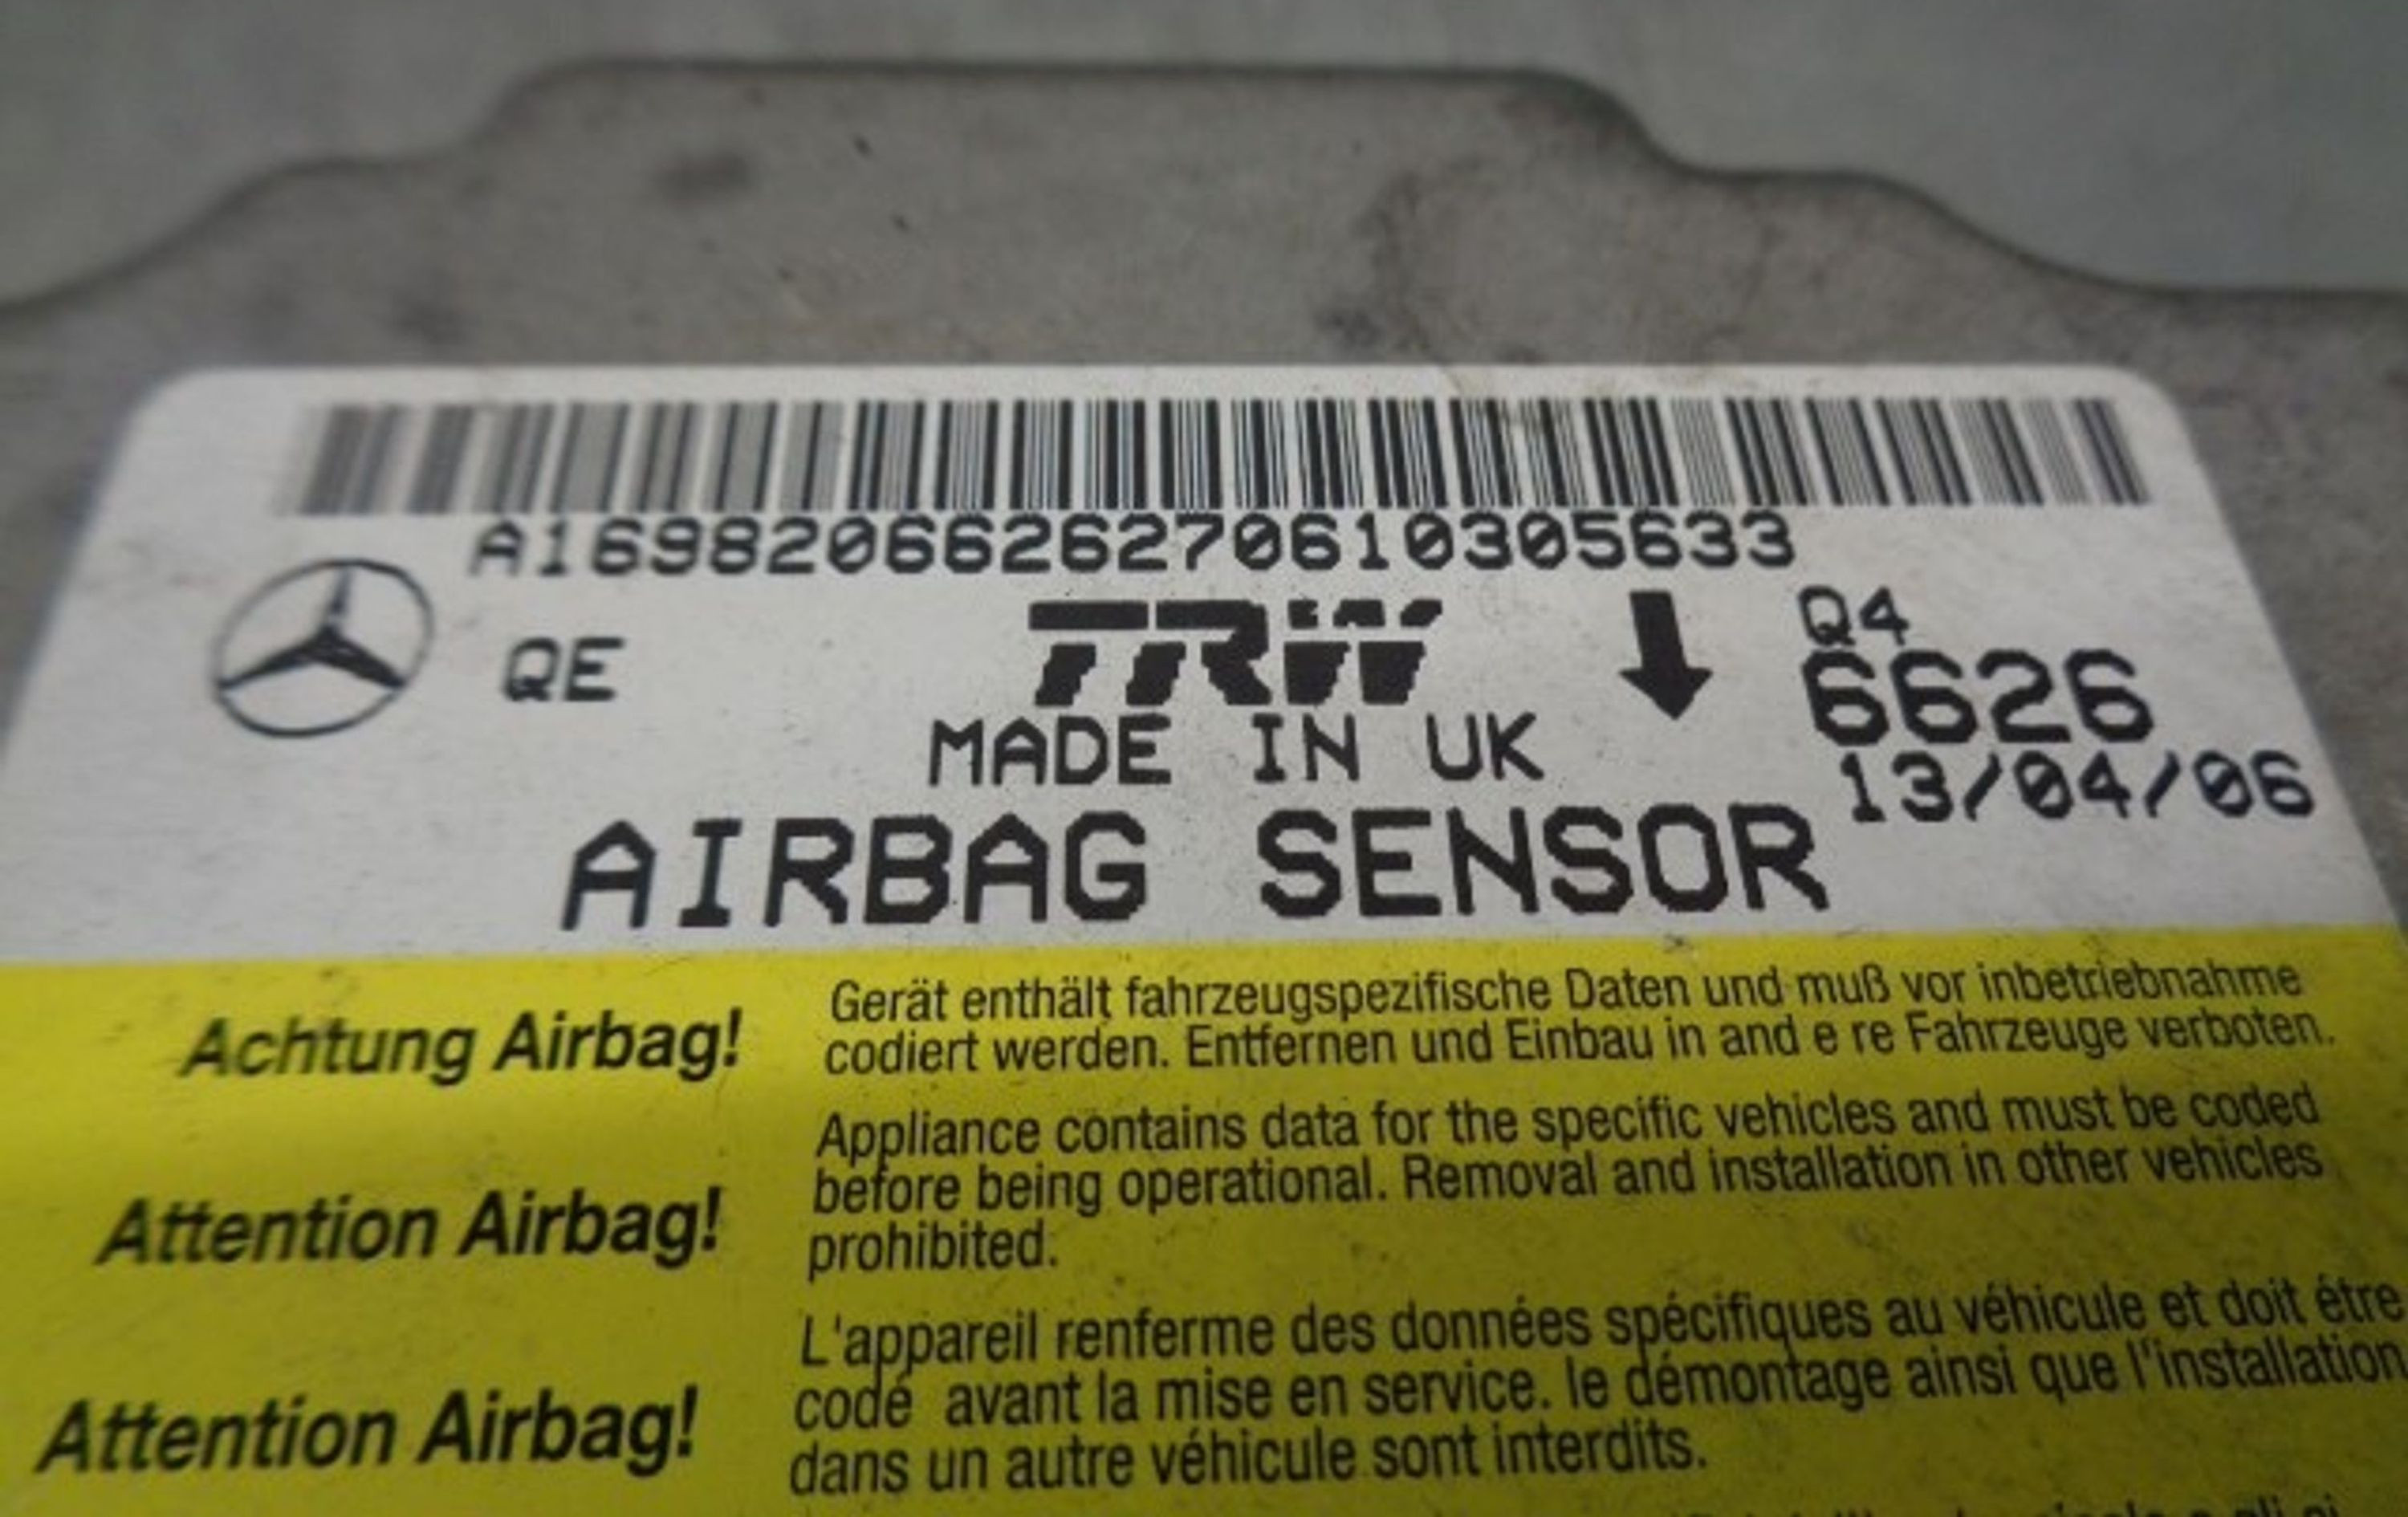 A16982066262706103​05633
QE
TRW
Q4
6626
MADE IN UK
13/04/06
AIRBAG SENSOR
Achtung Airbag!
Gerät enthält fahrzeugspezifische Daten und muß vor inbetriebnahme
codiert werden. Entfernen und Einbau in and e re Fahrzeuge verboten.
Attention Airbag!
Appliance contains data for the specific vehicles and must be coded
before being operational. Removal and installation in other vehicles
prohibited.
Attention Airbag!
L'appareil renferme des données spécifiques au véhicule et doit étre
codé avant la mise en service. le démontage ainsi que l'installation
dans un autre véhicule sont interdits.